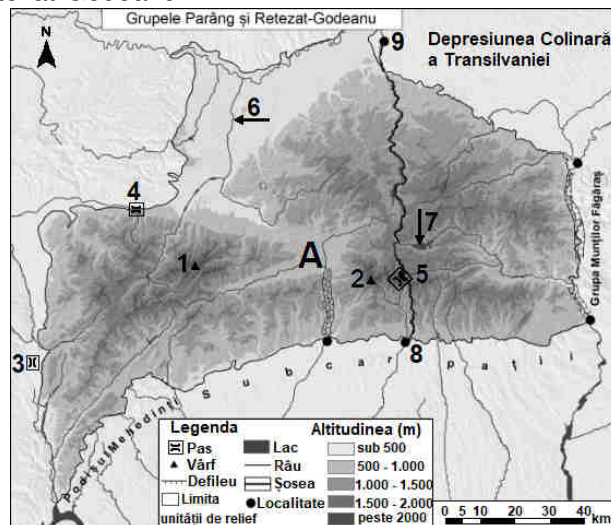 Grupele Parâng și Retezat-Godeanu
N
9
Depresiunea Colinară
a Transilvaniei
6
4
7
A
1
2
5
3
8
Grupa Munților Făgăraș
Subcarpații
Podișul Mehedinți
Legenda
Pas
Vârf
Defileu
Limita
unității de relief
Lac
Râu
Șosea
Localitate
Altitudinea (m)
sub 500
500 - 1.000
1.000 - 1.500
1.500 - 2.000
peste 2000
0 5 10 20 30 40
km